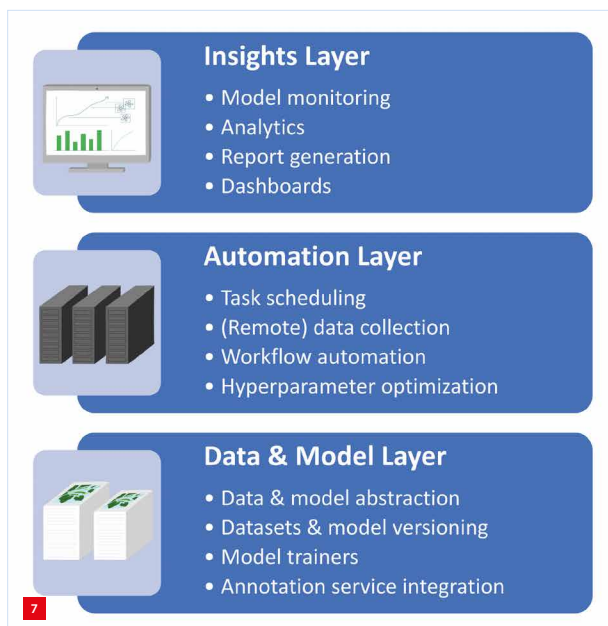 Insights Layer
• Model monitoring
• Analytics
• Report generation
• Dashboards
Automation Layer
• Task scheduling
• (Remote) data collection
• Workflow automation
• Hyperparameter optimization
Data & Model Layer
• Data & model abstraction
• Datasets & model versioning
• Model trainers
• Annotation service integration
7